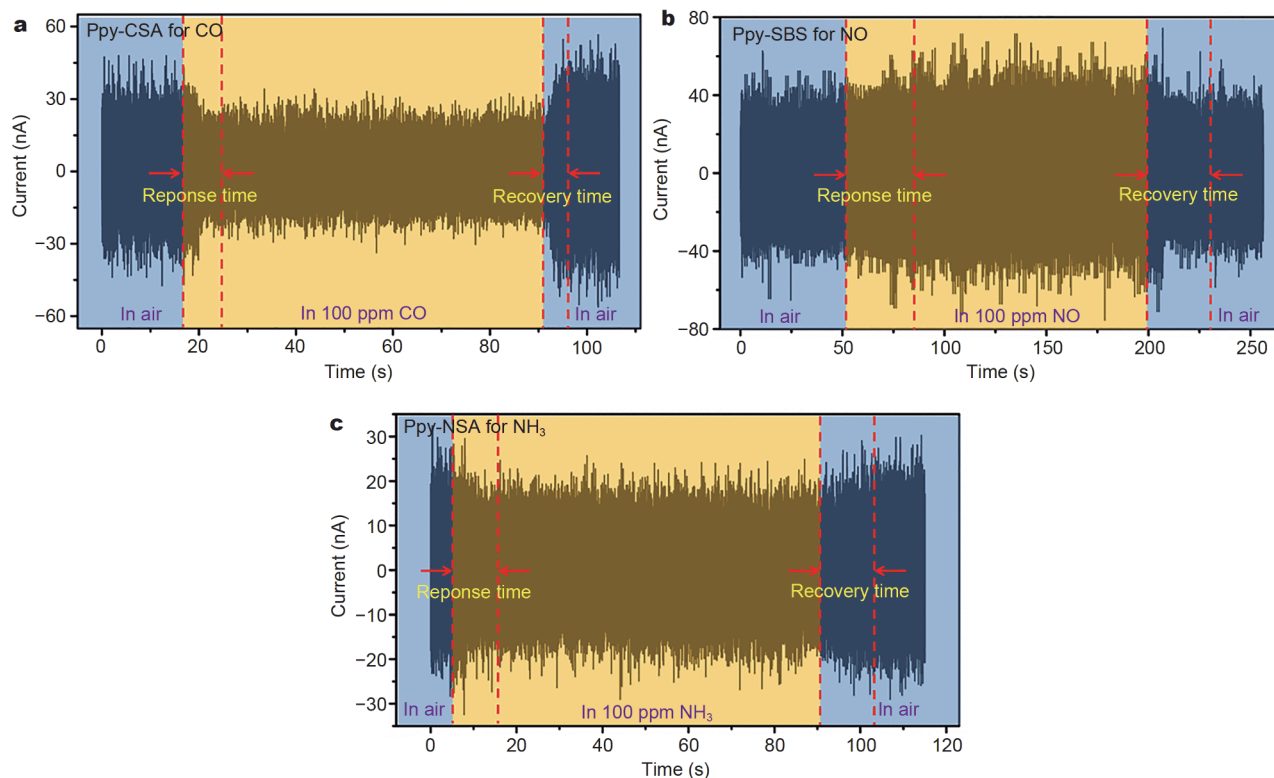 a
Ppy-CSA for CO
60
30
0
−30
−60
Current (nA)
Reponse time
Recovery time
In air
In 100 ppm CO
In air
0
20
40
60
80
100
Time (s)
b
Ppy-SBS for NO
80
40
0
−40
−80
Current (nA)
Reponse time
Recovery time
In air
In 100 ppm NO
In air
0
50
100
150
200
250
Time (s)
c
Ppy-NSA for NH₃
30
20
10
0
−10
−20
−30
Current (nA)
Reponse time
Recovery time
In air
In 100 ppm NH₃
In air
0
20
40
60
80
100
120
Time (s)